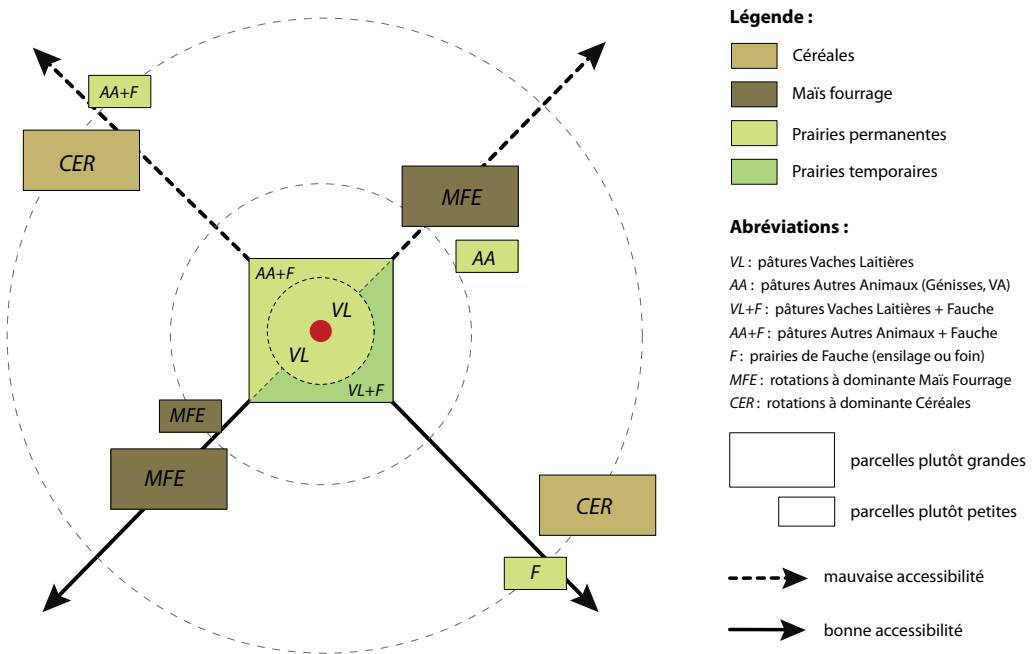 AA+F
CER
MFE
AA
AA+F
VL
VL
VL+F
MFE
MFE
CER
F
Légende :
Céréales
Maïs fourrage
Prairies permanentes
Prairies temporaires
Abréviations :
VL : pâtures Vaches Laitières
AA : pâtures Autres Animaux (Génisses, VA)
VL+F : pâtures Vaches Laitières + Fauche
AA+F : pâtures Autres Animaux + Fauche
F : prairies de Fauche (ensilage ou foin)
MFE : rotations à dominante Maïs Fourrage
CER : rotations à dominante Céréales
parcelles plutôt grandes
parcelles plutôt petites
mauvaise accessibilité
bonne accessibilité